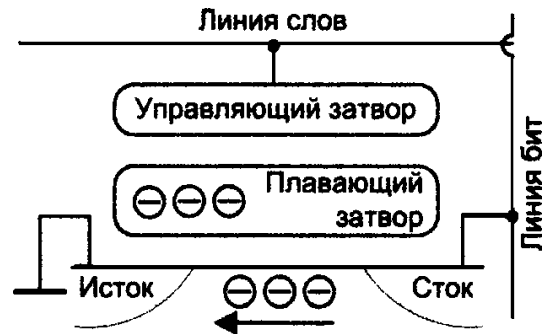 Линия слов
Управляющий затвор
Плавающий
затвор
Линия бит
Исток
Сток